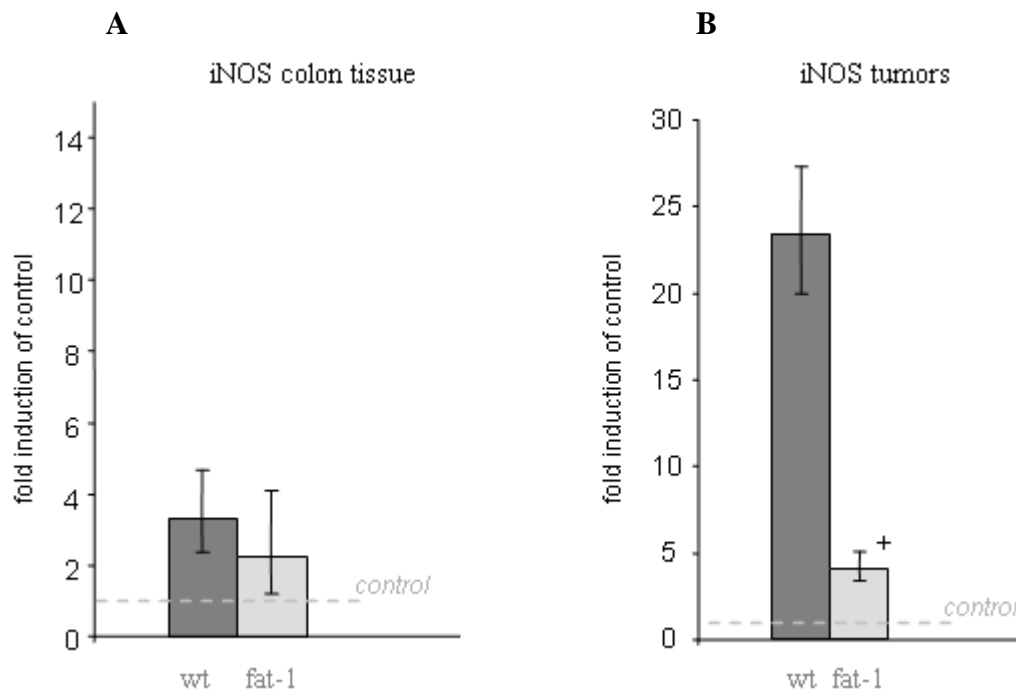 A
iNOS colon tissue
fold induction of control
14
12
10
8
6
4
2
0
control
wt fat-1
B
iNOS tumors
fold induction of control
30
25
20
15
10
5
0
+
control
wt fat-1